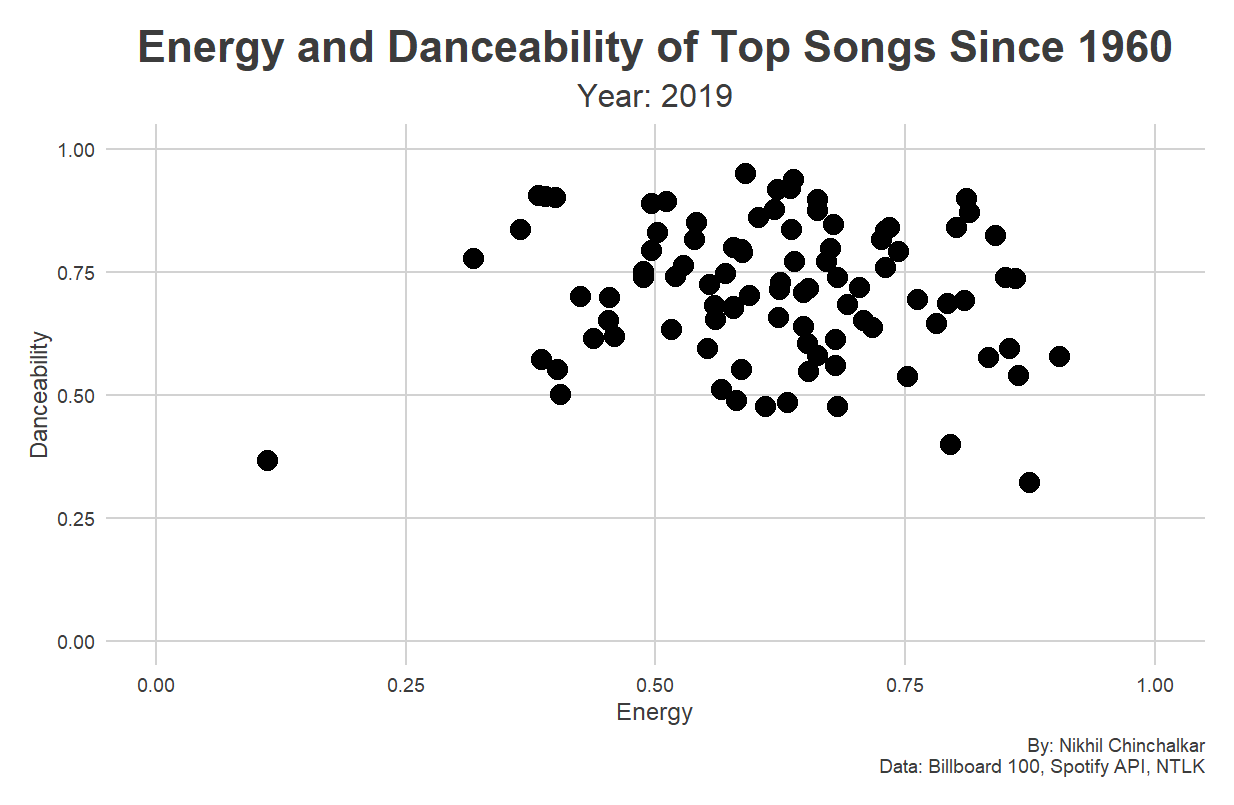 Energy and Danceability of Top Songs Since 1960
Year: 2019
1.00
0.75
0.50
0.25
0.00
Danceability
0.00 0.25 0.50 0.75 1.00
Energy
By: Nikhil Chinchalkar
Data: Billboard 100, Spotify API, NTLK